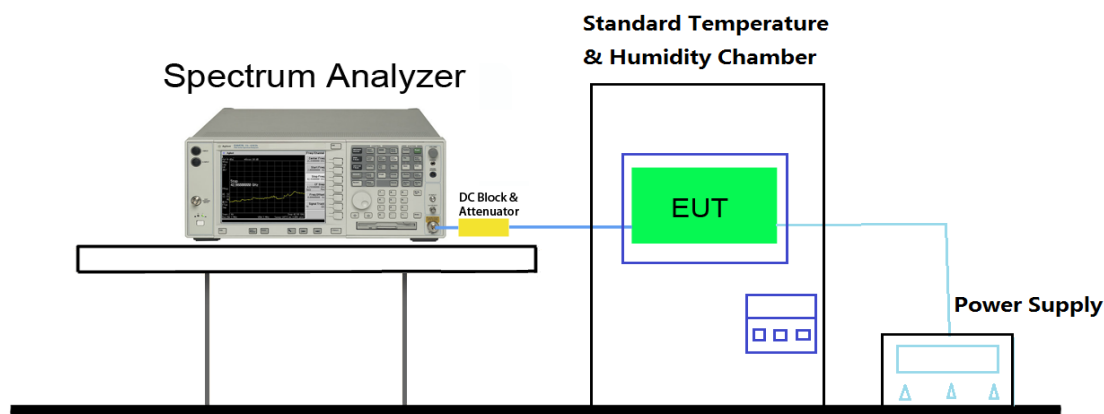 Standard Temperature
& Humidity Chamber
Spectrum Analyzer
DC Block &
Attenuator
EUT
Power Supply